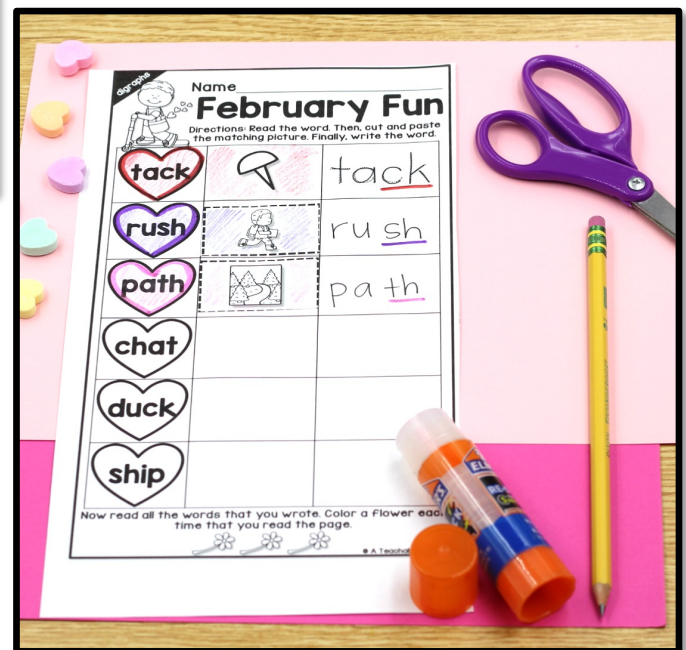 digraphs
Name
February Fun
Directions: Read the word. Then, cut and paste
the matching picture. Finally, write the word.
tack tack
rush rush
path path
chat
duck
ship
Now read all the words that you wrote. Color a flower each
time that you read the page.
© A Teachab